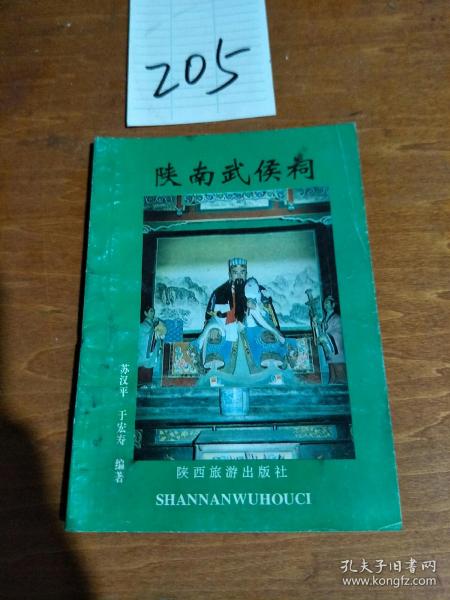 205
陕南武侯祠
苏汉平 于宏寿 编著
陕西旅游出版社
SHANNANWUHOUCI
孔夫子旧书网
www.kongfz.com